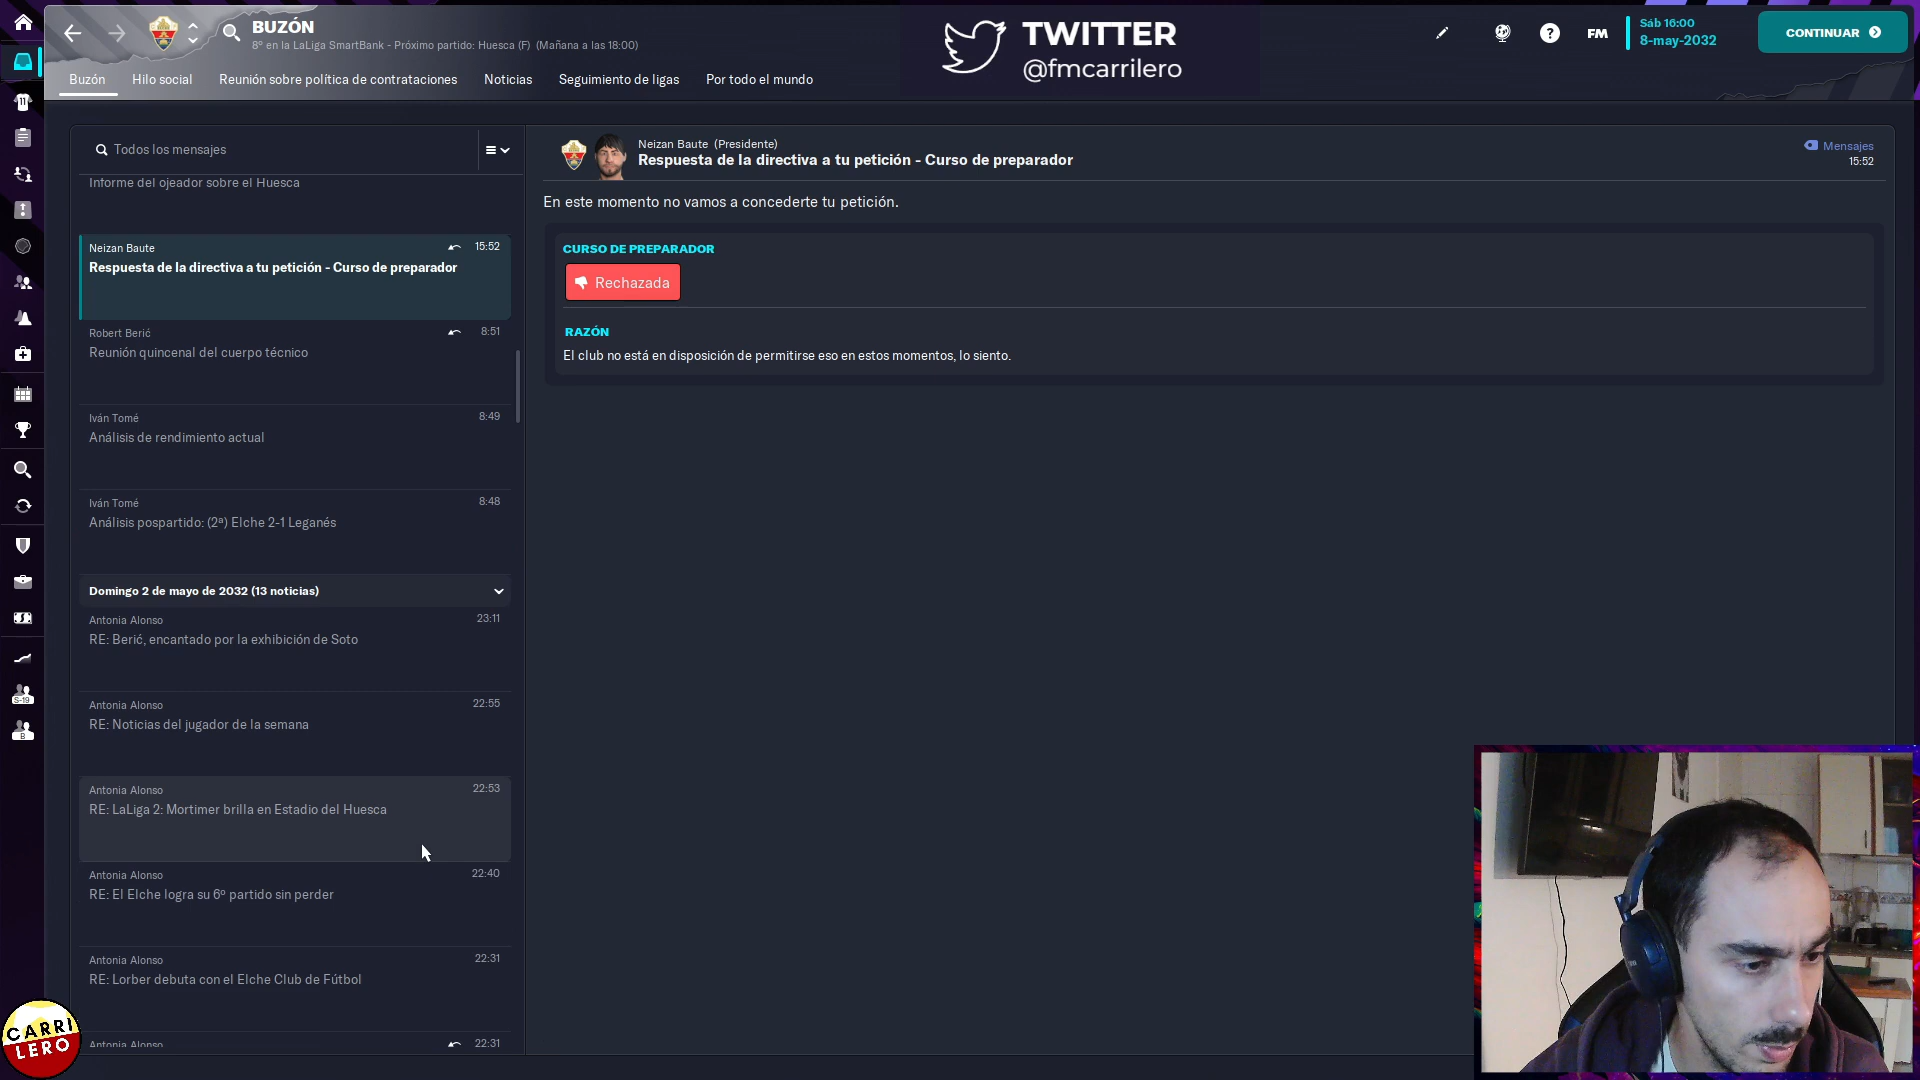 BUZÓN
8º en la LaLiga SmartBank - Próximo partido: Huesca (F) (Mañana a las 18:00)
TWITTER
@fmcarrilero
FM
Sáb 16:00
8-may-2032
CONTINUAR
Buzón
Hilo social
Reunión sobre política de contrataciones
Noticias
Seguimiento de ligas
Por todo el mundo
Todos los mensajes
Informe del ojeador sobre el Huesca
Neizan Baute
15:52
Respuesta de la directiva a tu petición - Curso de preparador
Robert Berić
8:51
Reunión quincenal del cuerpo técnico
Iván Tomé
8:49
Análisis de rendimiento actual
Iván Tomé
8:48
Análisis pospartido: (2ª) Elche 2-1 Leganés
Domingo 2 de mayo de 2032 (13 noticias)
Antonia Alonso
23:11
RE: Berić, encantado por la exhibición de Soto
Antonia Alonso
22:55
RE: Noticias del jugador de la semana
Antonia Alonso
22:53
RE: LaLiga 2: Mortimer brilla en Estadio del Huesca
Antonia Alonso
22:40
RE: El Elche logra su 6º partido sin perder
Antonia Alonso
22:31
RE: Lorber debuta con el Elche Club de Fútbol
Antonia Alonso
22:31
Neizan Baute (Presidente)
Respuesta de la directiva a tu petición - Curso de preparador
Mensajes
15:52
En este momento no vamos a concederte tu petición.
CURSO DE PREPARADOR
Rechazada
RAZÓN
El club no está en disposición de permitirse eso en estos momentos, lo siento.
11
S-19
B
CARRI
LERO